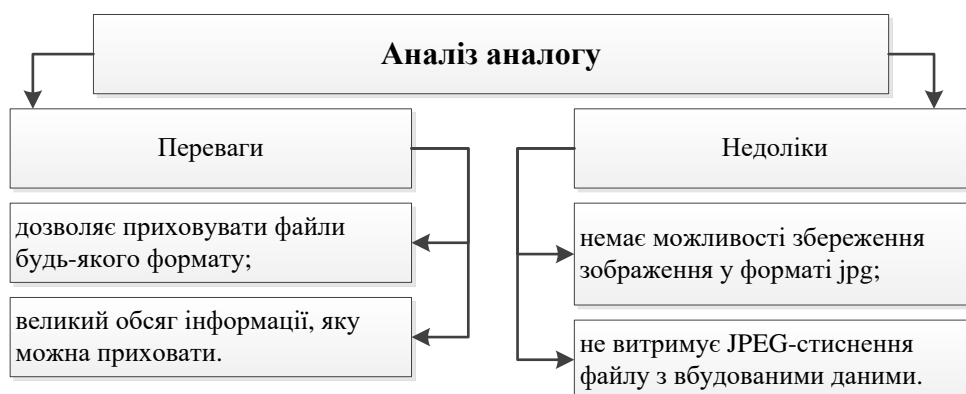 Аналіз аналогу
Переваги
дозволяє приховувати файли
будь-якого формату;
великий обсяг інформації, яку
можна приховати.
Недоліки
немає можливості збереження
зображення у форматі jpg;
не витримує JPEG-стиснення
файлу з вбудованими даними.